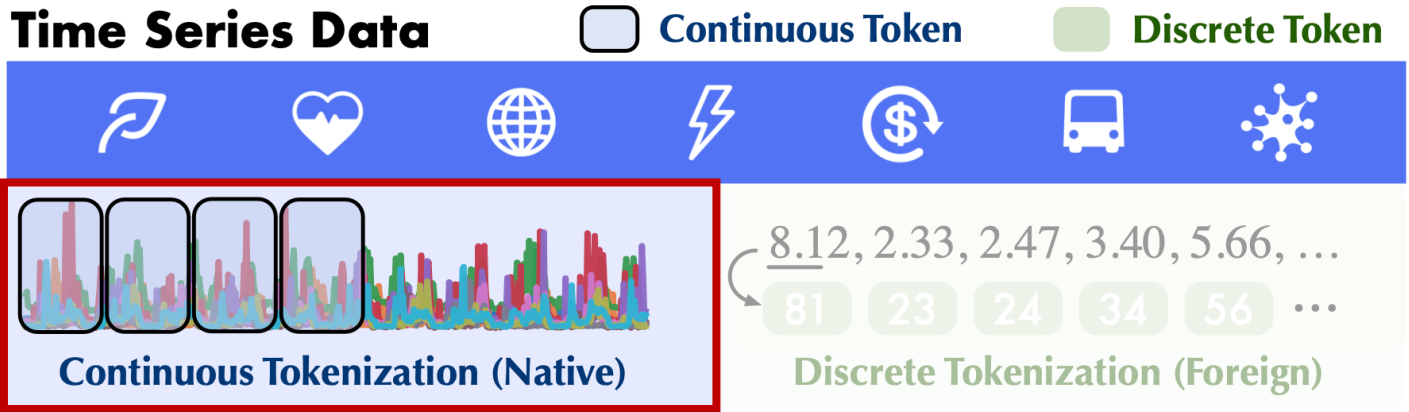 Time Series Data
Continuous Token
Discrete Token
8.12, 2.33, 2.47, 3.40, 5.66, ...
81 23 24 34 56 ...
Continuous Tokenization (Native)
Discrete Tokenization (Foreign)